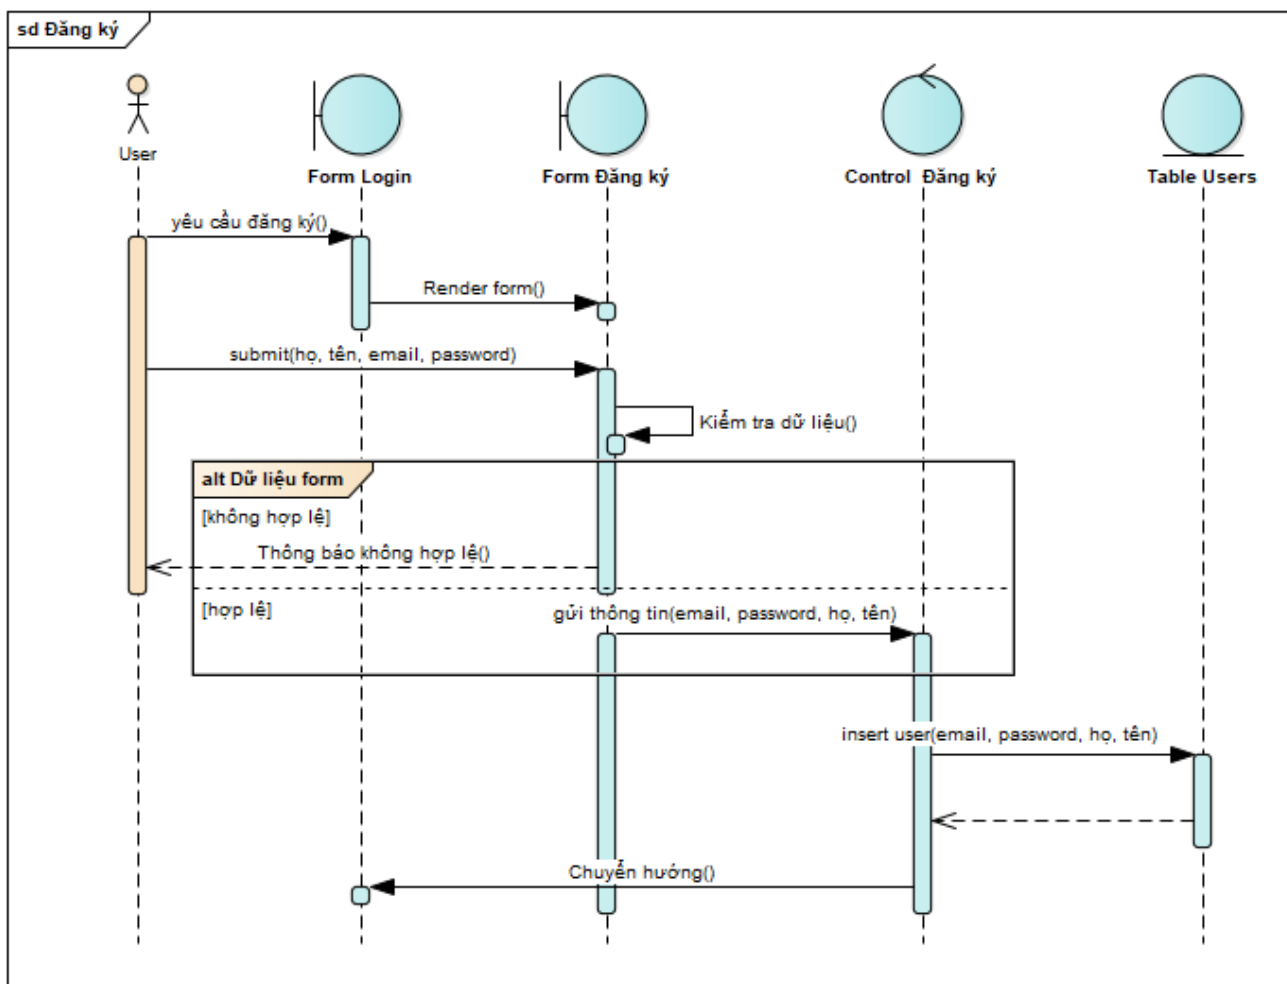 sd Đăng ký
User
Form Login
Form Đăng ký
Control Đăng ký
Table Users
yêu cầu đăng ký()
Render form()
submit(họ, tên, email, password)
Kiểm tra dữ liệu()
alt Dữ liệu form
[không hợp lệ]
Thông báo không hợp lệ()
[hợp lệ]
gửi thông tin(email, password, họ, tên)
insert user(email, password, họ, tên)
Chuyển hướng()